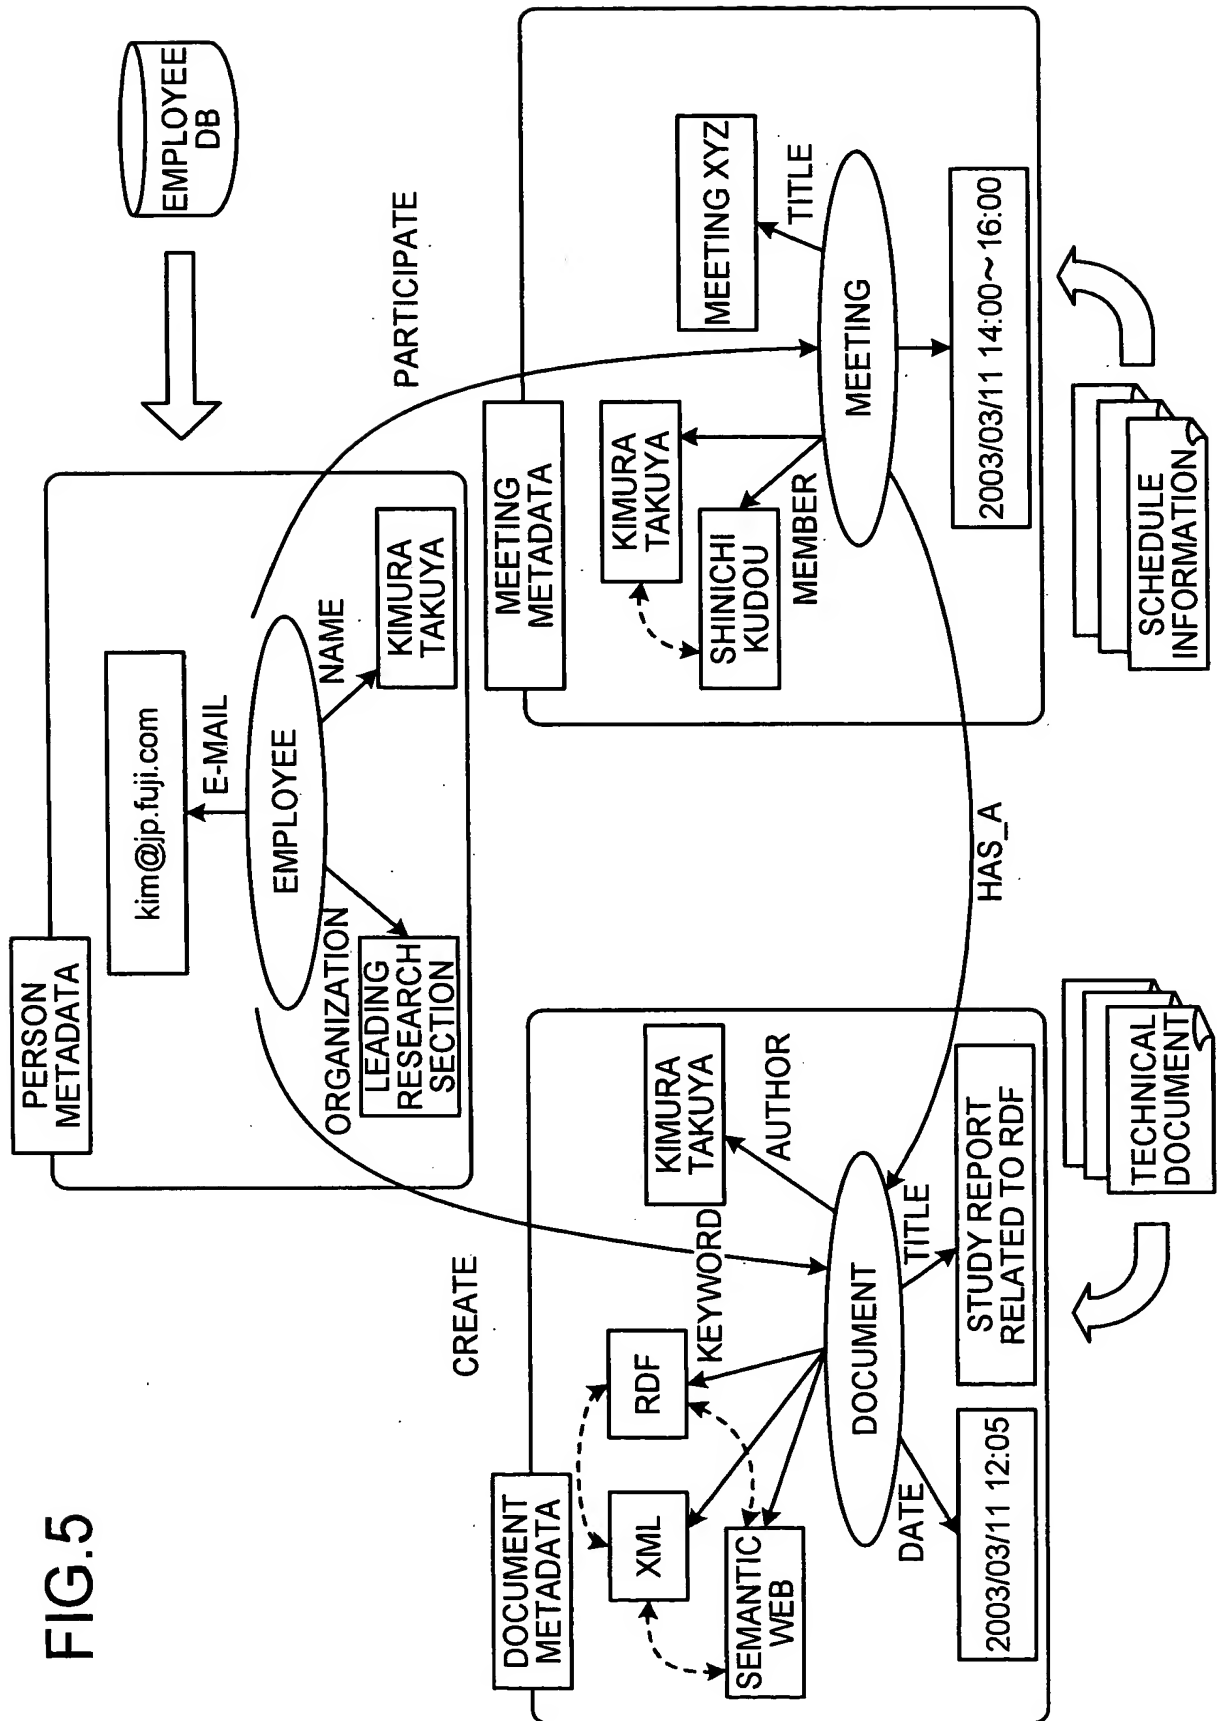 FIG.5
PERSON
METADATA
kim@jp.fuji.com
E-MAIL
EMPLOYEE
NAME
KIMURA
TAKUYA
ORGANIZATION
LEADING
RESEARCH
SECTION
EMPLOYEE
DB
CREATE
PARTICIPATE
DOCUMENT
METADATA
XML
RDF
SEMANTIC
WEB
KEYWORD
KIMURA
TAKUYA
AUTHOR
DOCUMENT
DATE
TITLE
2003/03/11 12:05
STUDY REPORT
RELATED TO RDF
TECHNICAL
DOCUMENT
HAS_A
MEETING
METADATA
KIMURA
TAKUYA
SHINICHI
KUDOU
MEMBER
MEETING XYZ
TITLE
MEETING
2003/03/11 14:00~16:00
SCHEDULE
INFORMATION